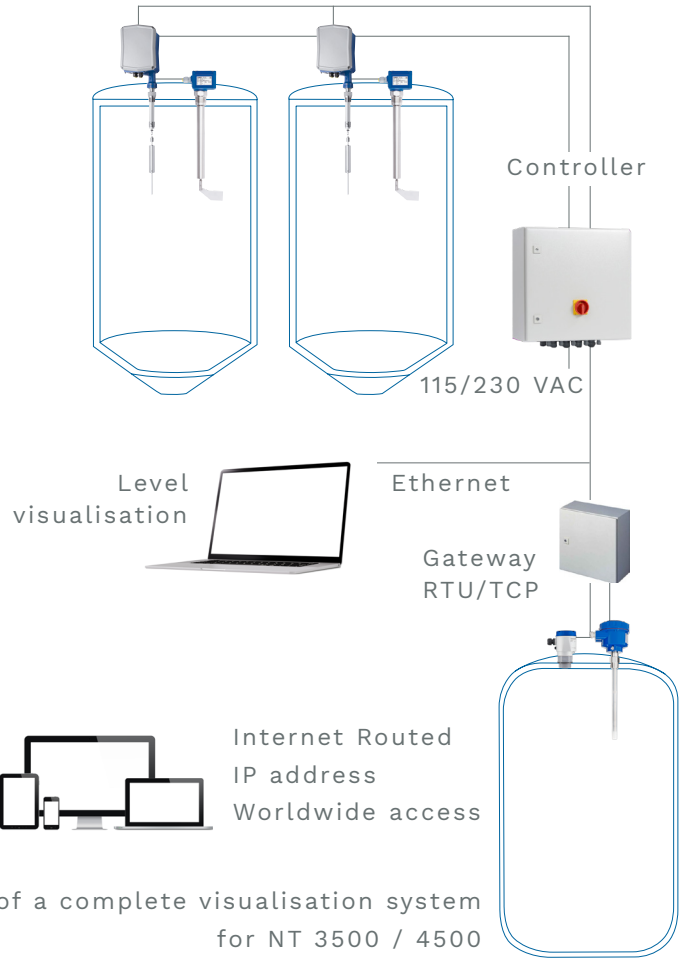 Controller
115/230 VAC
Level
visualisation
Ethernet
Gateway
RTU/TCP
Internet Routed
IP address
Worldwide access
of a complete visualisation system
for NT 3500 / 4500